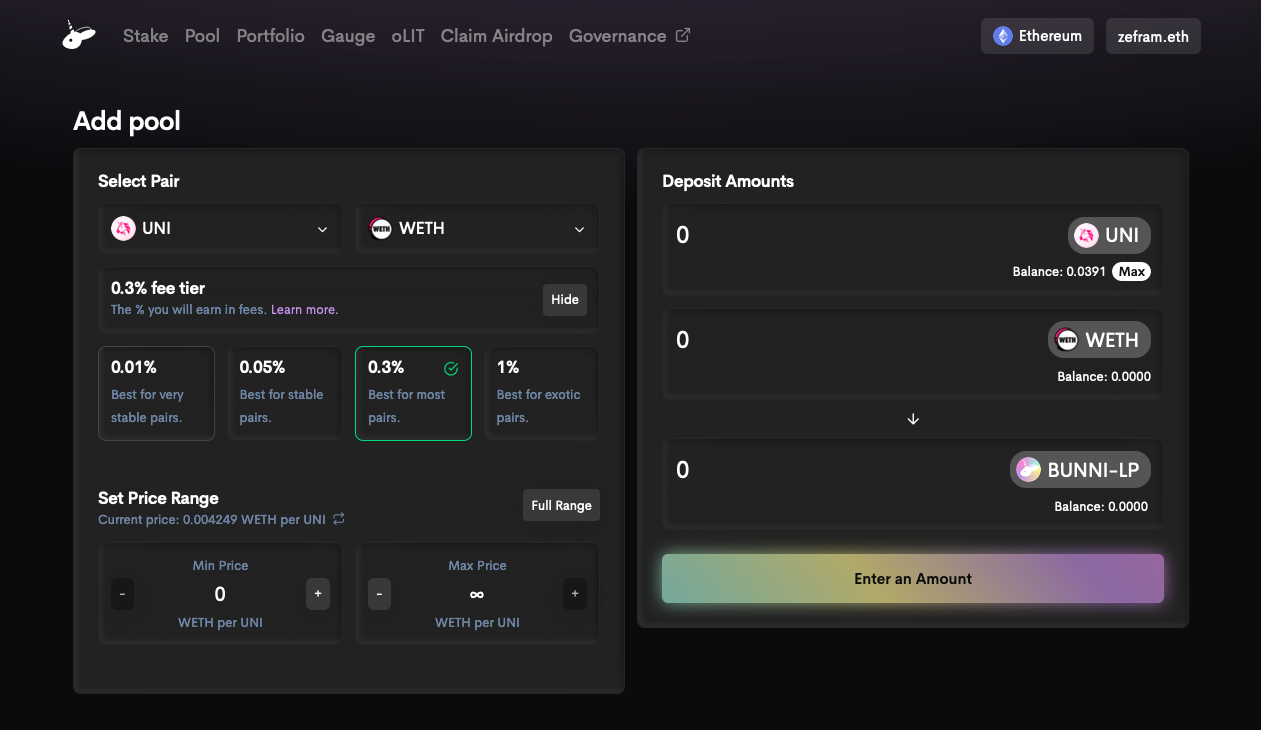 Stake Pool Portfolio Gauge oLIT Claim Airdrop Governance
Ethereum zefram.eth
Add pool
Select Pair
UNI
WETH WETH
0.3% fee tier
The % you will earn in fees. Learn more.
Hide
0.01%
Best for very
stable pairs.
0.05%
Best for stable
pairs.
0.3%
Best for most
pairs.
1%
Best for exotic
pairs.
Set Price Range
Current price: 0.004249 WETH per UNI
Full Range
Min Price
- 0 +
WETH per UNI
Max Price
- ∞ +
WETH per UNI
Deposit Amounts
0 UNI
Balance: 0.0391 Max
0 WETH WETH
Balance: 0.0000
0 BUNNI-LP
Balance: 0.0000
Enter an Amount